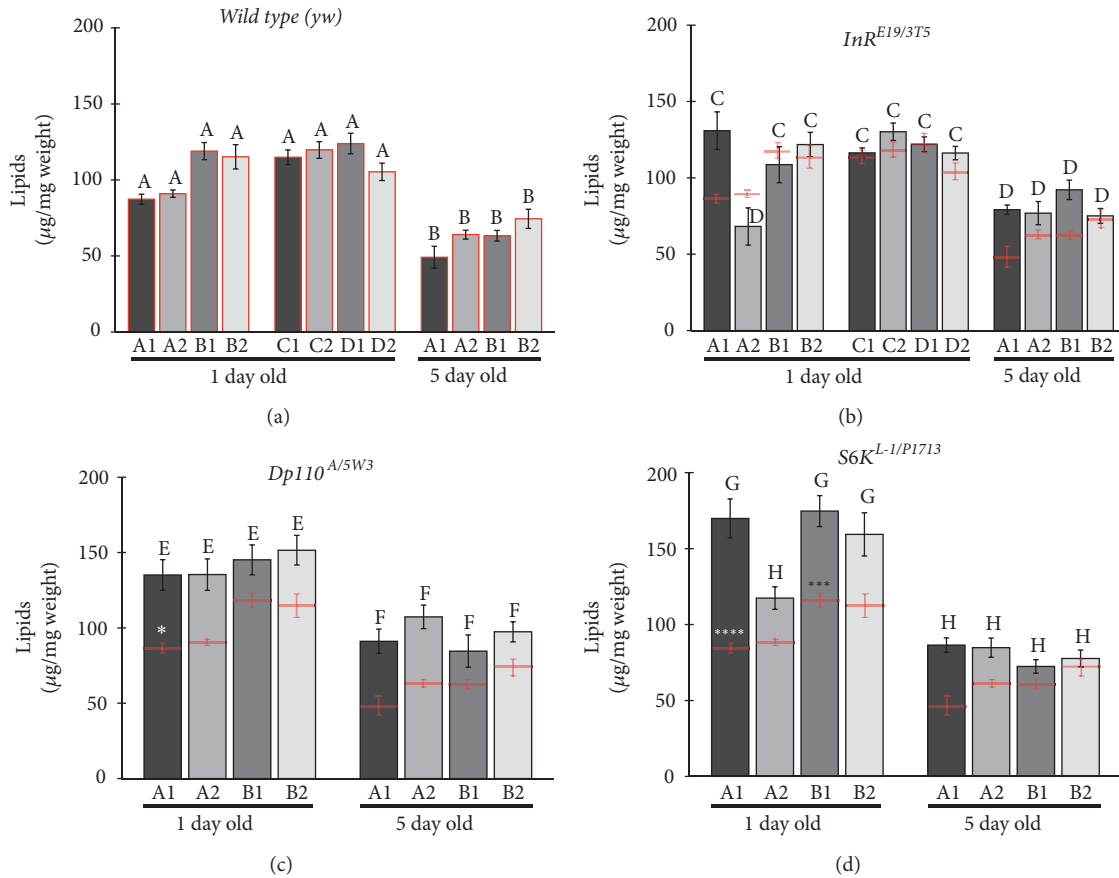 Wild type (yw)
200
150
100
50
0
Lipids
(μg/mg weight)
A A A A A A A A B B B B
A1 A2 B1 B2 C1 C2 D1 D2 A1 A2 B1 B2
1 day old 5 day old
(a)
InR^E19/3T5
200
150
100
50
0
Lipids
(μg/mg weight)
C D C C C C C C D D D D
A1 A2 B1 B2 C1 C2 D1 D2 A1 A2 B1 B2
1 day old 5 day old
(b)
Dp110^A/5W3
200
150
100
50
0
Lipids
(μg/mg weight)
E E E E F F F F
*
A1 A2 B1 B2 A1 A2 B1 B2
1 day old 5 day old
(c)
S6K^L-1/P1713
200
150
100
50
0
Lipids
(μg/mg weight)
G H G G H H H H
**** ***
A1 A2 B1 B2 A1 A2 B1 B2
1 day old 5 day old
(d)